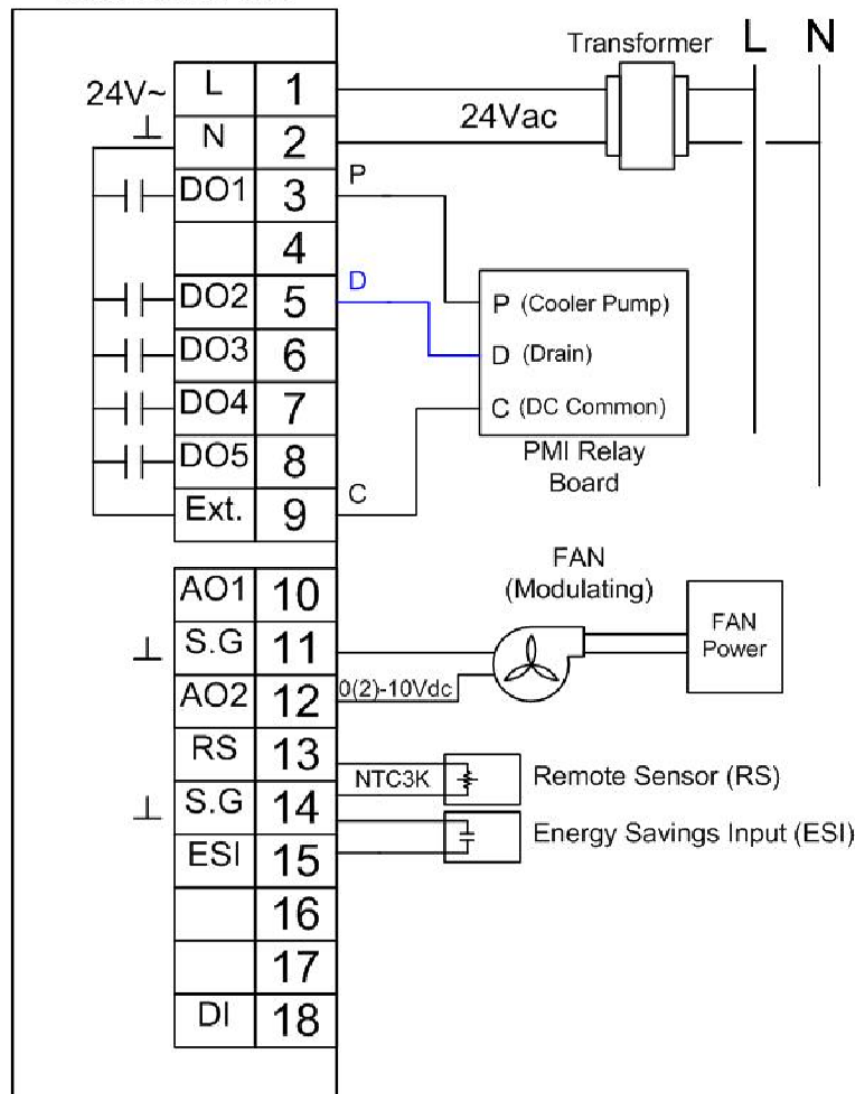 Transformer L N
24V~ L 1
24Vac
N 2
DO1 3 P
4
DO2 5 D
P (Cooler Pump)
DO3 6
D (Drain)
DO4 7
C (DC Common)
DO5 8
PMI Relay
Board
Ext. 9 C
FAN
(Modulating)
AO1 10
FAN
Power
S.G 11
AO2 12 0(2)-10Vdc
RS 13
NTC3K Remote Sensor (RS)
S.G 14
Energy Savings Input (ESI)
ESI 15
16
17
DI 18